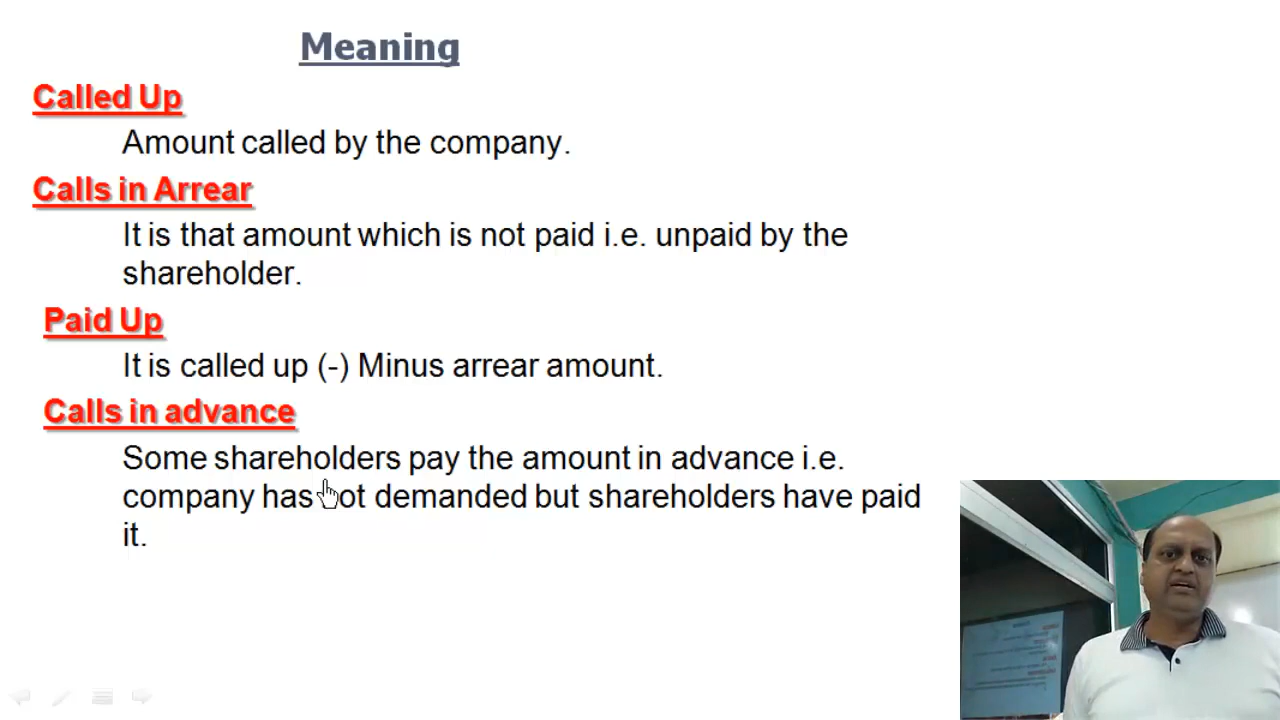 Meaning
Called Up
Amount called by the company.
Calls in Arrear
It is that amount which is not paid i.e. unpaid by the
shareholder.
Paid Up
It is called up (-) Minus arrear amount.
Calls in advance
Some shareholders pay the amount in advance i.e.
company has not demanded but shareholders have paid
it.